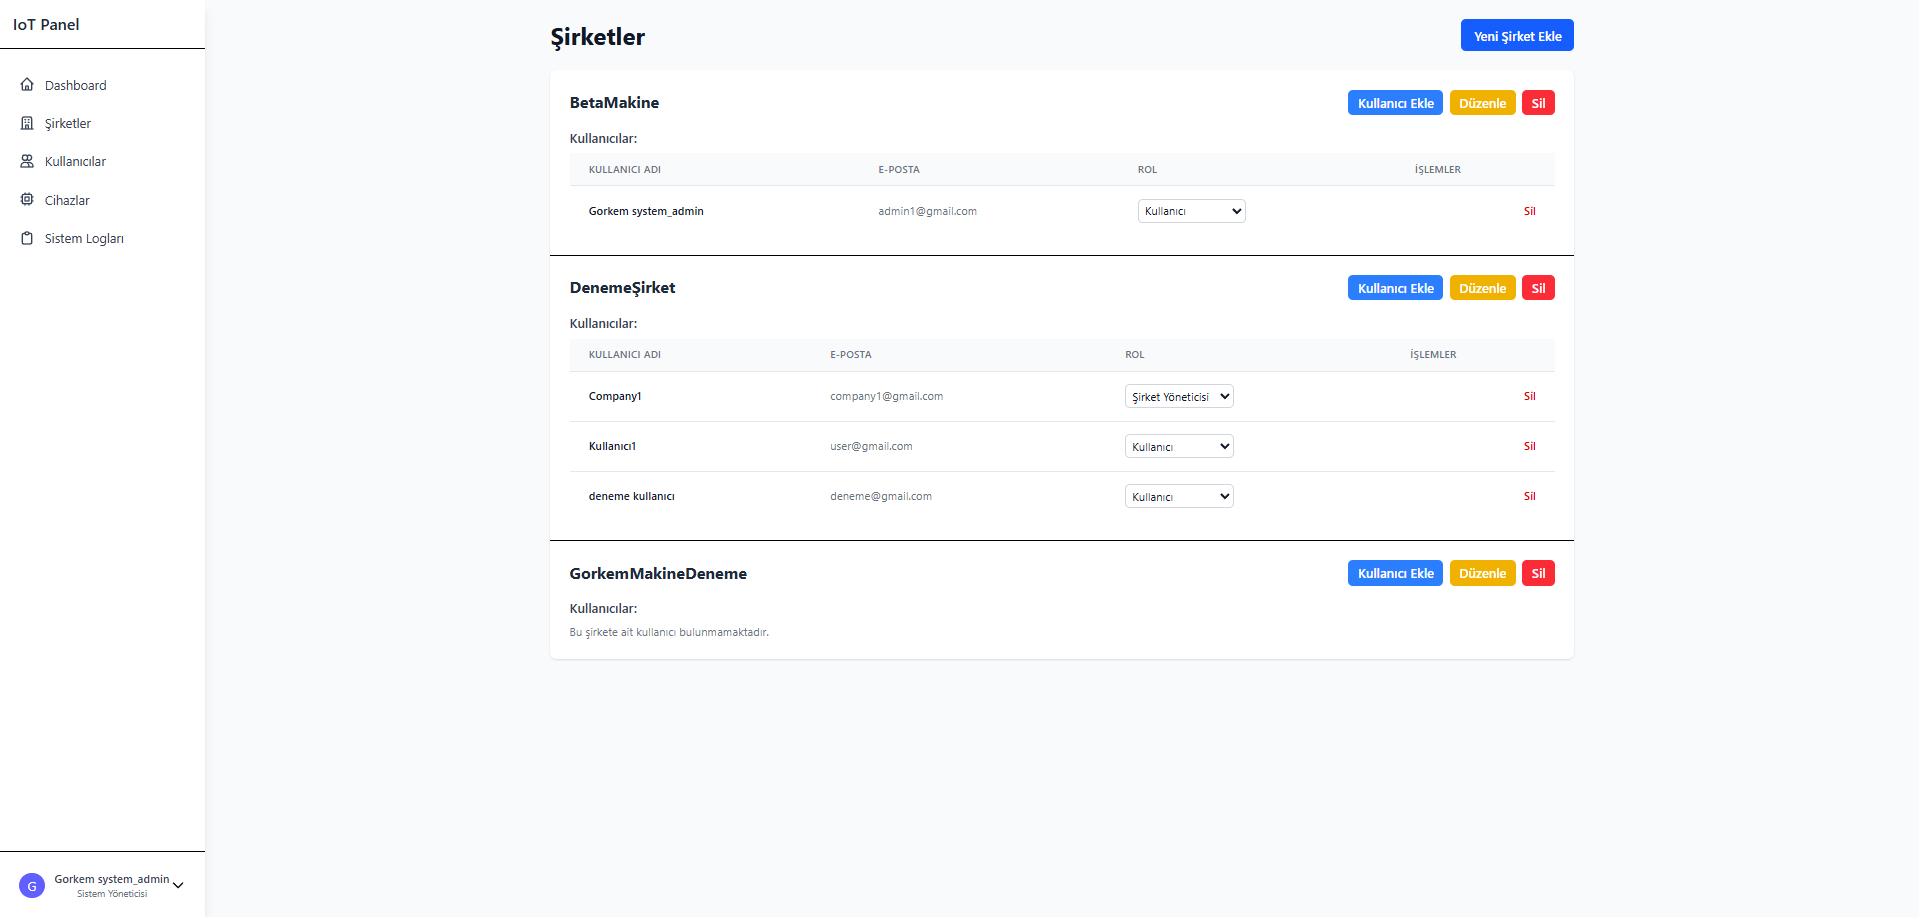 IoT Panel
Dashboard
Şirketler
Kullanıcılar
Cihazlar
Sistem Logları
G
Gorkem system_admin
Sistem Yöneticisi
Şirketler
Yeni Şirket Ekle
BetaMakine
Kullanıcı Ekle Düzenle Sil
Kullanıcılar:
KULLANICI ADI E-POSTA ROL İŞLEMLER
Gorkem system_admin admin1@gmail.com Kullanıcı Sil
DenemeŞirket
Kullanıcı Ekle Düzenle Sil
Kullanıcılar:
KULLANICI ADI E-POSTA ROL İŞLEMLER
Company1 company1@gmail.com Şirket Yöneticisi Sil
Kullanıcı1 user@gmail.com Kullanıcı Sil
deneme kullanıcı deneme@gmail.com Kullanıcı Sil
GorkemMakineDeneme
Kullanıcı Ekle Düzenle Sil
Kullanıcılar:
Bu şirkete ait kullanıcı bulunmamaktadır.